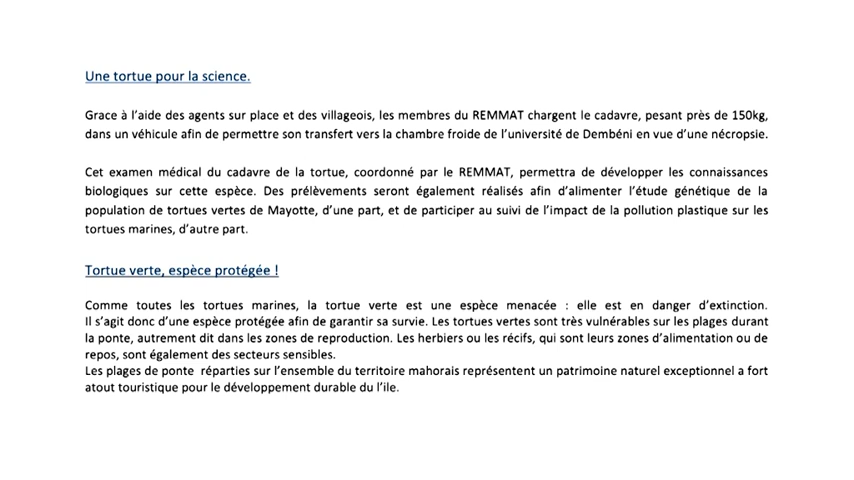 Une tortue pour la science.
Grace à l’aide des agents sur place et des villageois, les membres du REMMAT chargent le cadavre, pesant près de 150kg,
dans un véhicule afin de permettre son transfert vers la chambre froide de l’université de Dembéni en vue d’une nécropsie.
Cet examen médical du cadavre de la tortue, coordonné par le REMMAT, permettra de développer les connaissances
biologiques sur cette espèce. Des prélèvements seront également réalisés afin d’alimenter l’étude génétique de la
population de tortues vertes de Mayotte, d’une part, et de participer au suivi de l’impact de la pollution plastique sur les
tortues marines, d’autre part.
Tortue verte, espèce protégée !
Comme toutes les tortues marines, la tortue verte est une espèce menacée : elle est en danger d’extinction.
Il s’agit donc d’une espèce protégée afin de garantir sa survie. Les tortues vertes sont très vulnérables sur les plages durant
la ponte, autrement dit dans les zones de reproduction. Les herbiers ou les récifs, qui sont leurs zones d’alimentation ou de
repos, sont également des secteurs sensibles.
Les plages de ponte réparties sur l’ensemble du territoire mahorais représentent un patrimoine naturel exceptionnel a fort
atout touristique pour le développement durable du l’ile.